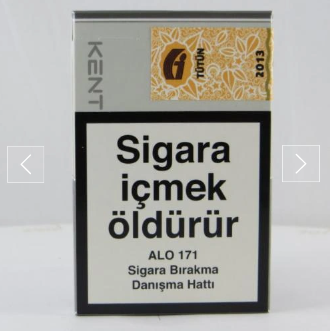 KENT
TÜTÜN
2013
Sigara
içmek
öldürür
ALO 171
Sigara Bırakma
Danışma Hattı